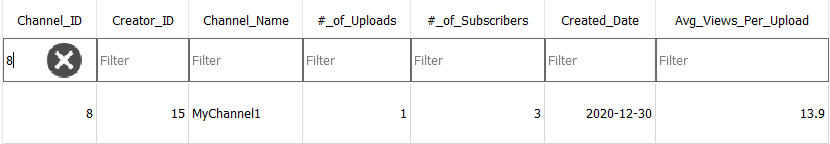 Channel_ID Creator_ID Channel_Name #_of_Uploads #_of_Subscribers Created_Date Avg_Views_Per_Upload
8 Filter Filter Filter Filter Filter Filter
8 15 MyChannel1 1 3 2020-12-30 13.9